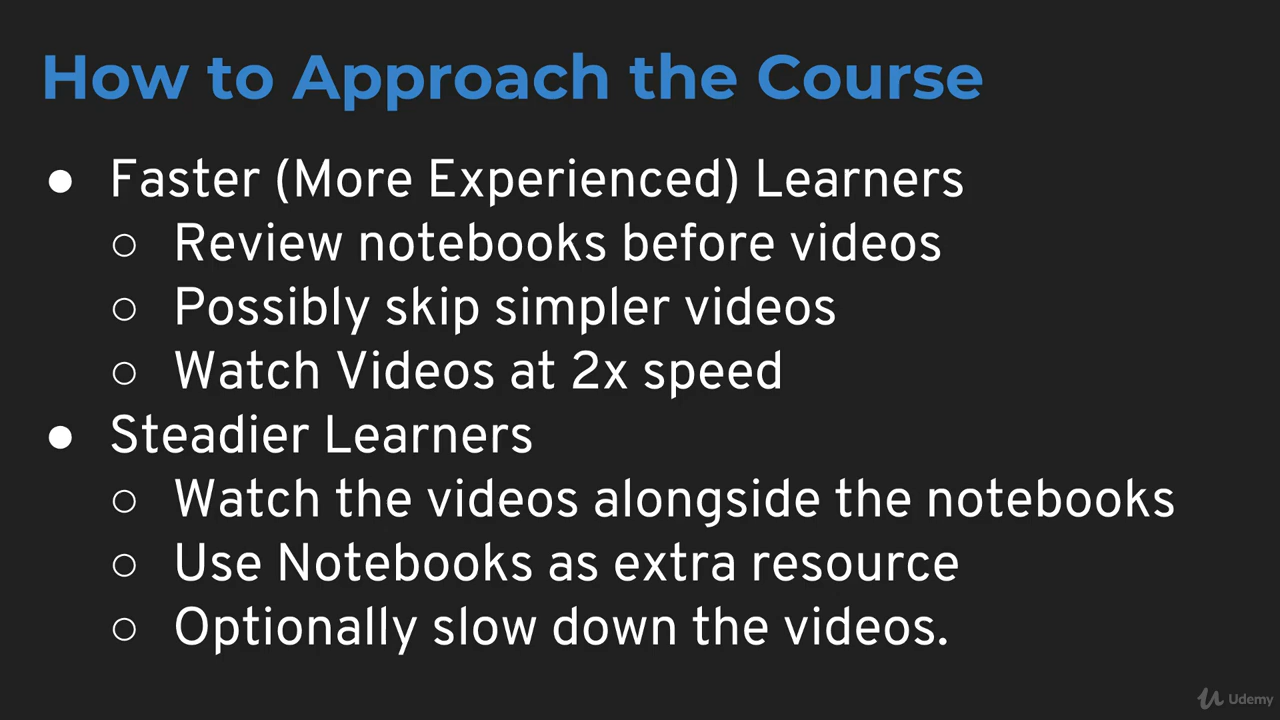 How to Approach the Course
● Faster (More Experienced) Learners
○ Review notebooks before videos
○ Possibly skip simpler videos
○ Watch Videos at 2x speed
● Steadier Learners
○ Watch the videos alongside the notebooks
○ Use Notebooks as extra resource
○ Optionally slow down the videos.
Udemy